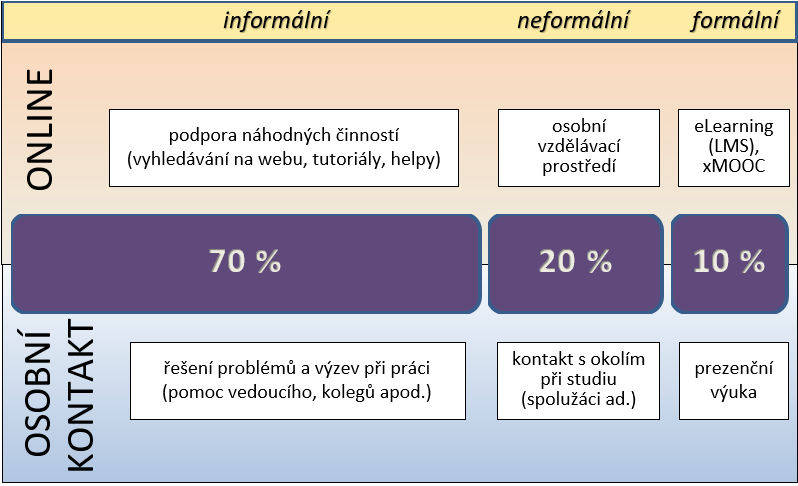 informální neformální formální
ONLINE
podpora náhodných činností
(vyhledávání na webu, tutoriály, helpy)
osobní
vzdělávací
prostředí
eLearning
(LMS),
xMOOC
70 % 20 % 10 %
OSOBNÍ
KONTAKT
řešení problémů a výzev při práci
(pomoc vedoucího, kolegů apod.)
kontakt s okolím
při studiu
(spolužáci ad.)
prezenční
výuka